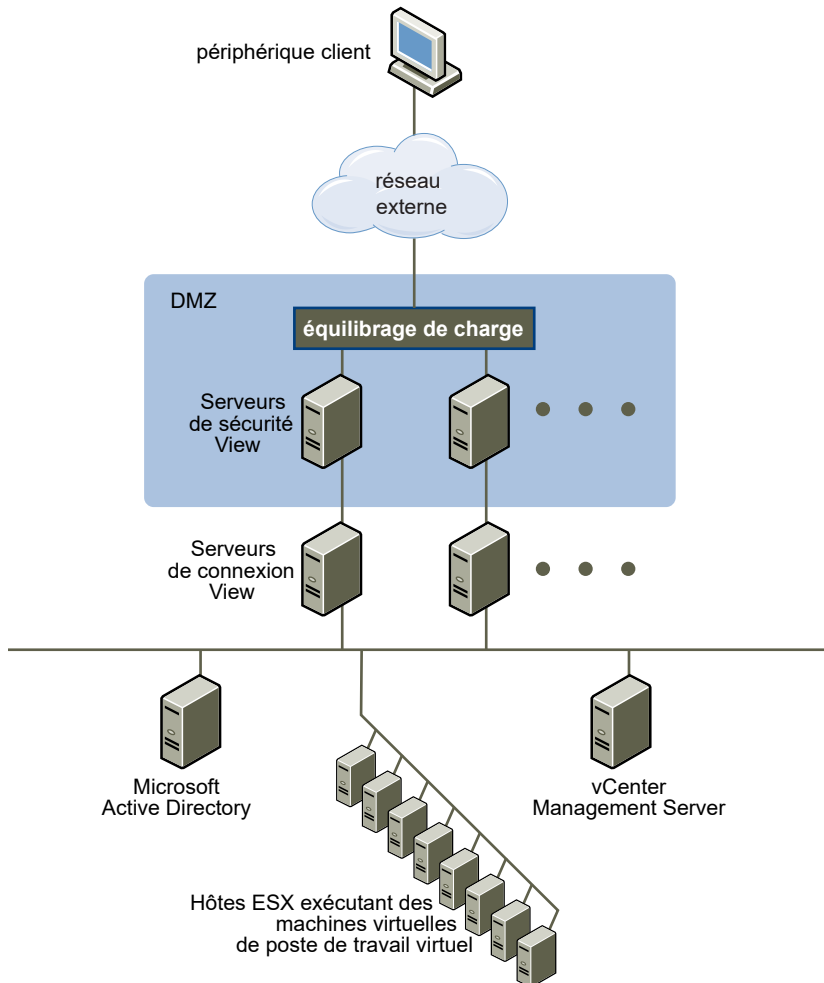 périphérique client
réseau
externe
DMZ
équilibrage de charge
Serveurs
de sécurité
View
Serveurs
de connexion
View
Microsoft
Active Directory
vCenter
Management Server
Hôtes ESX exécutant des
machines virtuelles
de poste de travail virtuel